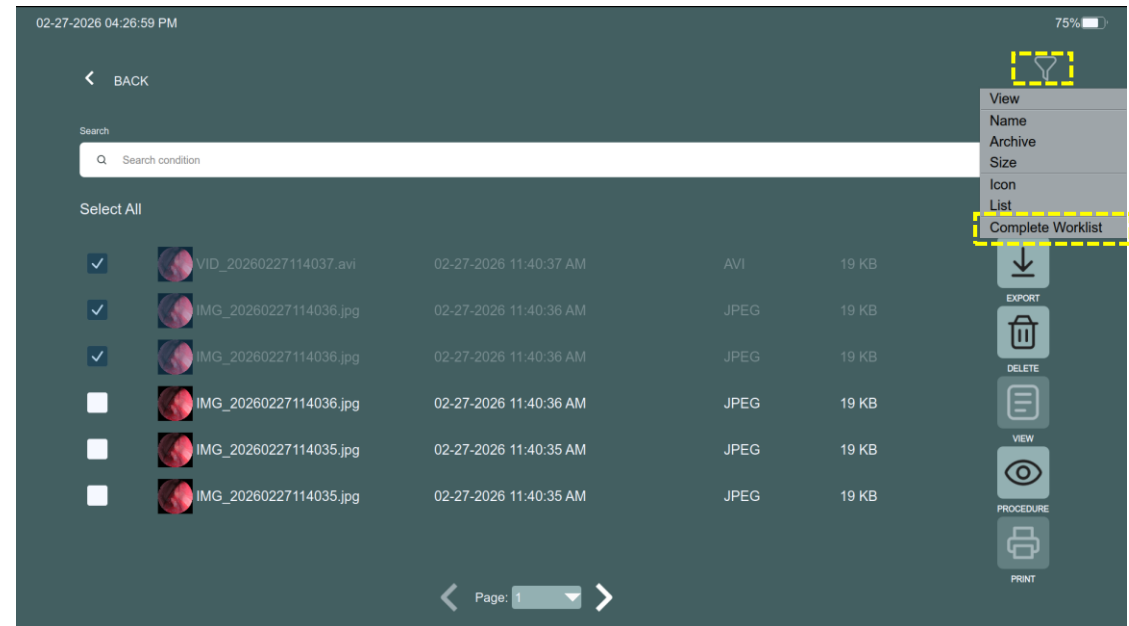 02-27-2026 04:26:59 PM 75%
BACK
View
Name
Archive
Size
Icon
List
Complete Worklist
Search
Search condition
Select All
VID_20260227114037.avi 02-27-2026 11:40:37 AM AVI 19 KB
IMG_20260227114036.jpg 02-27-2026 11:40:36 AM JPEG 19 KB
IMG_20260227114036.jpg 02-27-2026 11:40:36 AM JPEG 19 KB
IMG_20260227114036.jpg 02-27-2026 11:40:36 AM JPEG 19 KB
IMG_20260227114035.jpg 02-27-2026 11:40:35 AM JPEG 19 KB
IMG_20260227114035.jpg 02-27-2026 11:40:35 AM JPEG 19 KB
EXPORT
DELETE
VIEW
PROCEDURE
PRINT
Page: 1